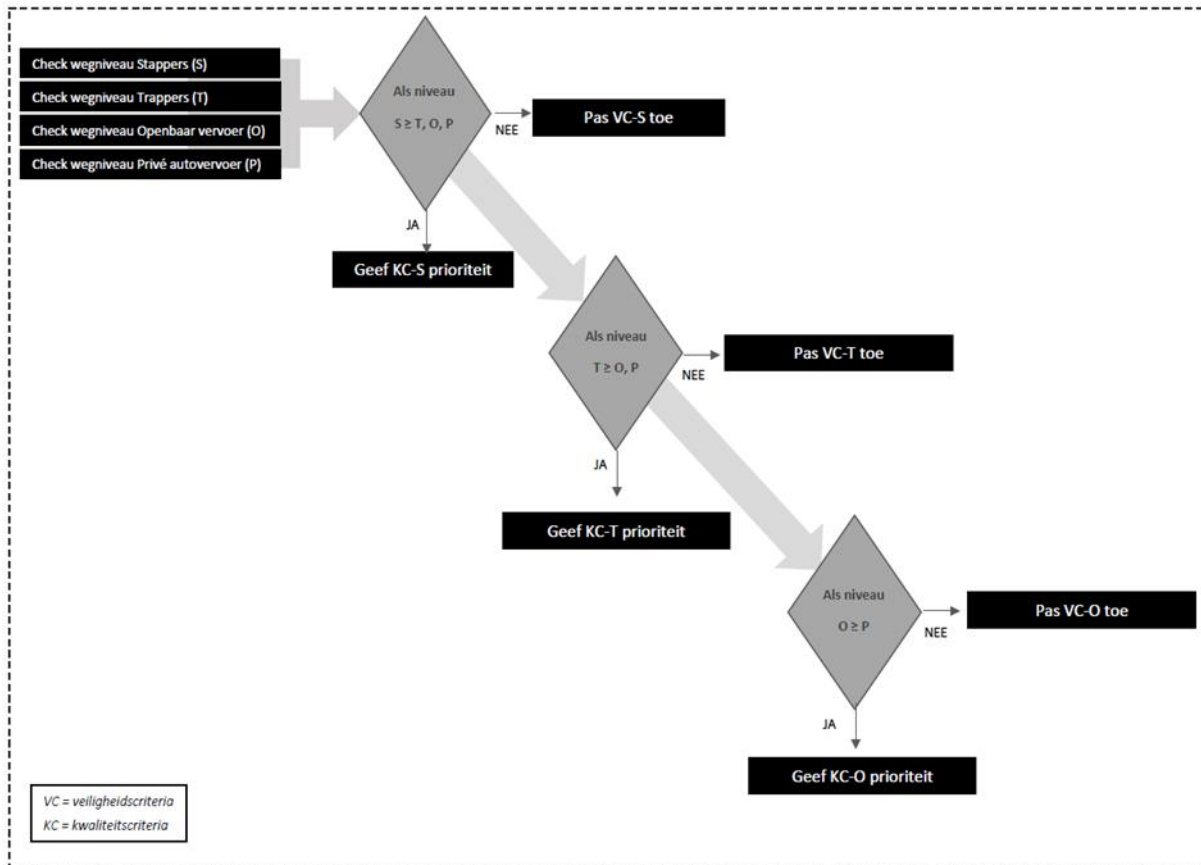 Check wegniveau Stappers (S)
Check wegniveau Trappers (T)
Check wegniveau Openbaar vervoer (O)
Check wegniveau Privé autovervoer (P)
Als niveau
S ≥ T, O, P
NEE
Pas VC-S toe
JA
Geef KC-S prioriteit
Als niveau
T ≥ O, P
NEE
Pas VC-T toe
JA
Geef KC-T prioriteit
Als niveau
O ≥ P
NEE
Pas VC-O toe
JA
Geef KC-O prioriteit
VC = veiligheidscriteria
KC = kwaliteitscriteria